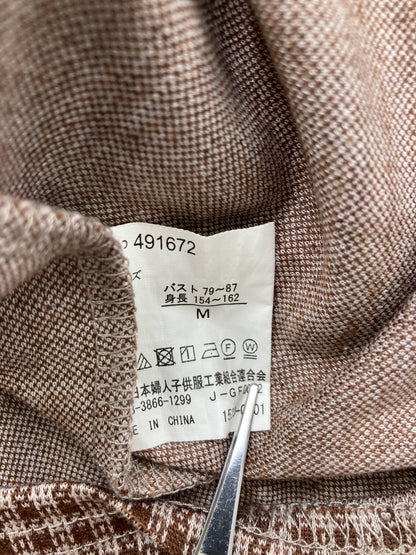 491672
ズ
バスト 79~87
身長 154~162
M
F W
日本婦人子供服工業組合連合会
-3866-1299 J-GF
IN CHINA